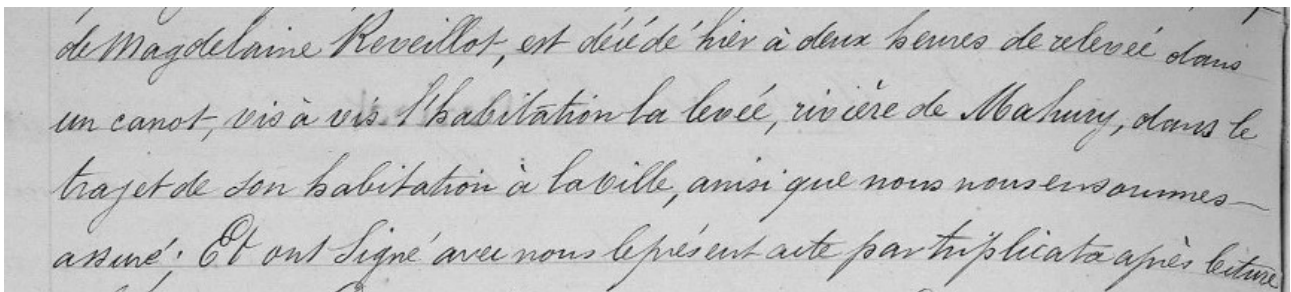 de Magdelaine Reveillot, est décédé hier à deux heures de relevée dans
un canot, vis à vis l'habitation la levée, rivière de Mahury, dans le
trajet de son habitation à la ville, ainsi que nous nous en sommes
assuré; Et ont signé avec nous le présent acte par triplicata après lecture